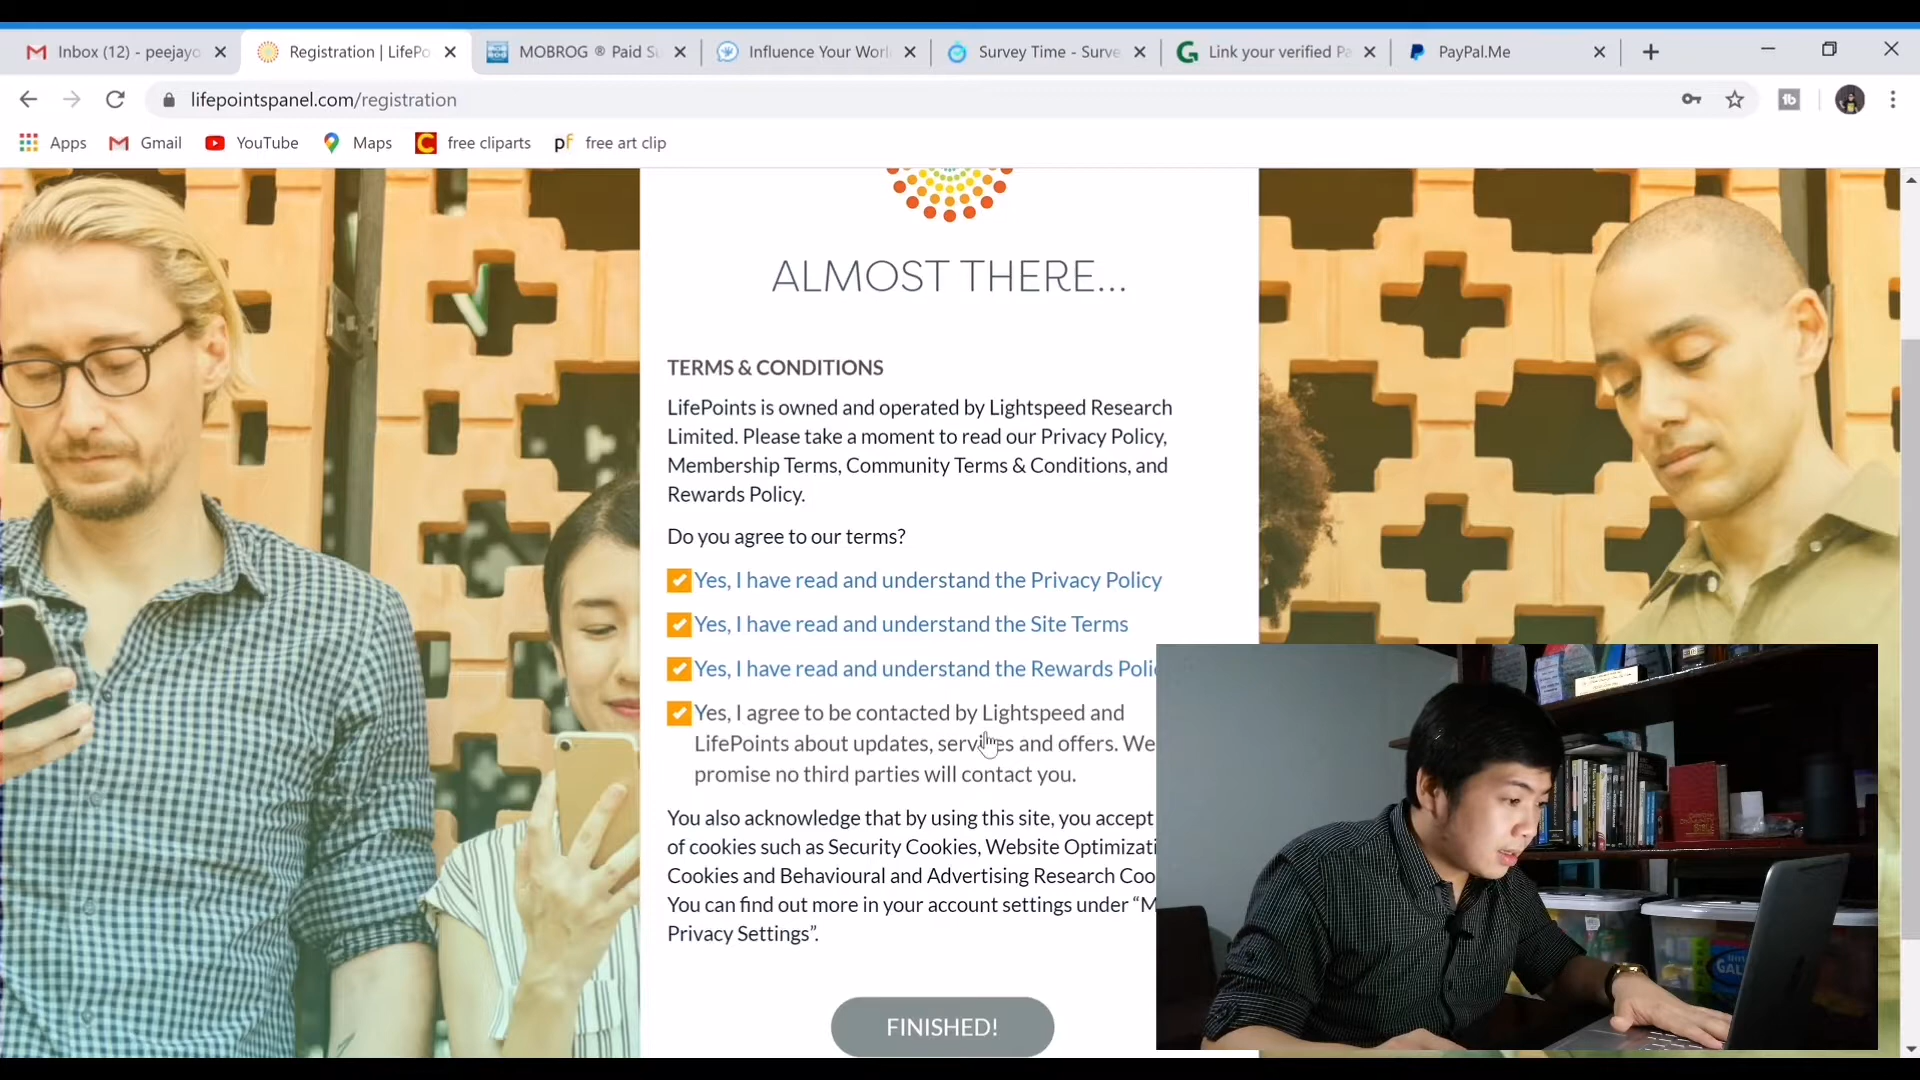 Inbox (12) - peejayo
Registration | LifePo
MOBROG ® Paid Su
Influence Your Worl
Survey Time - Surve
Link your verified Pa
PayPal.Me
lifepointspanel.com/registration
Apps
Gmail
YouTube
Maps
free cliparts
pf free art clip
ALMOST THERE...
TERMS & CONDITIONS
LifePoints is owned and operated by Lightspeed Research
Limited. Please take a moment to read our Privacy Policy,
Membership Terms, Community Terms & Conditions, and
Rewards Policy.
Do you agree to our terms?
Yes, I have read and understand the Privacy Policy
Yes, I have read and understand the Site Terms
Yes, I have read and understand the Rewards Polic
Yes, I agree to be contacted by Lightspeed and
LifePoints about updates, services and offers. We
promise no third parties will contact you.
You also acknowledge that by using this site, you accept
of cookies such as Security Cookies, Website Optimizati
Cookies and Behavioural and Advertising Research Coo
You can find out more in your account settings under “M
Privacy Settings”.
FINISHED!